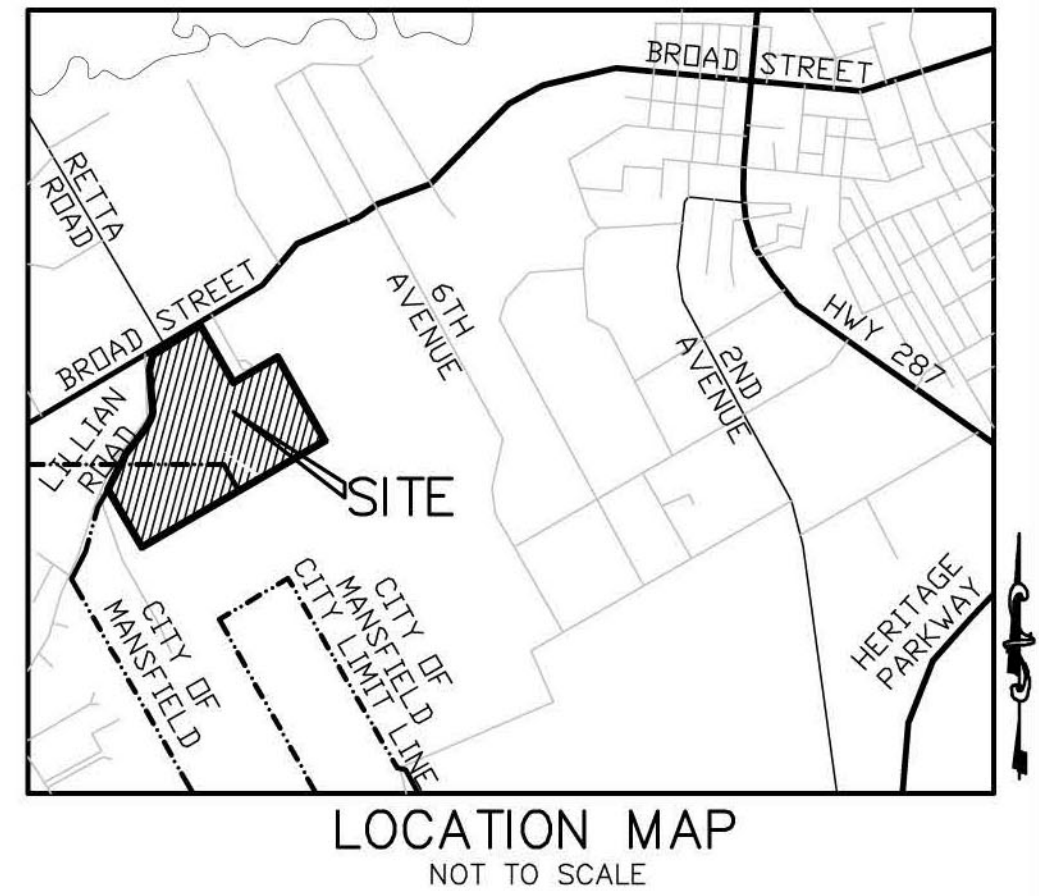 BROAD STREET
RETTA
ROAD
BROAD STREET
6TH
AVENUE
2ND
AVENUE
HWY 287
LILLIAN
ROAD
SITE
CITY OF
MANSFIELD
CITY OF
MANSFIELD
CITY LIMIT LINE
HERITAGE
PARKWAY
LOCATION MAP
NOT TO SCALE